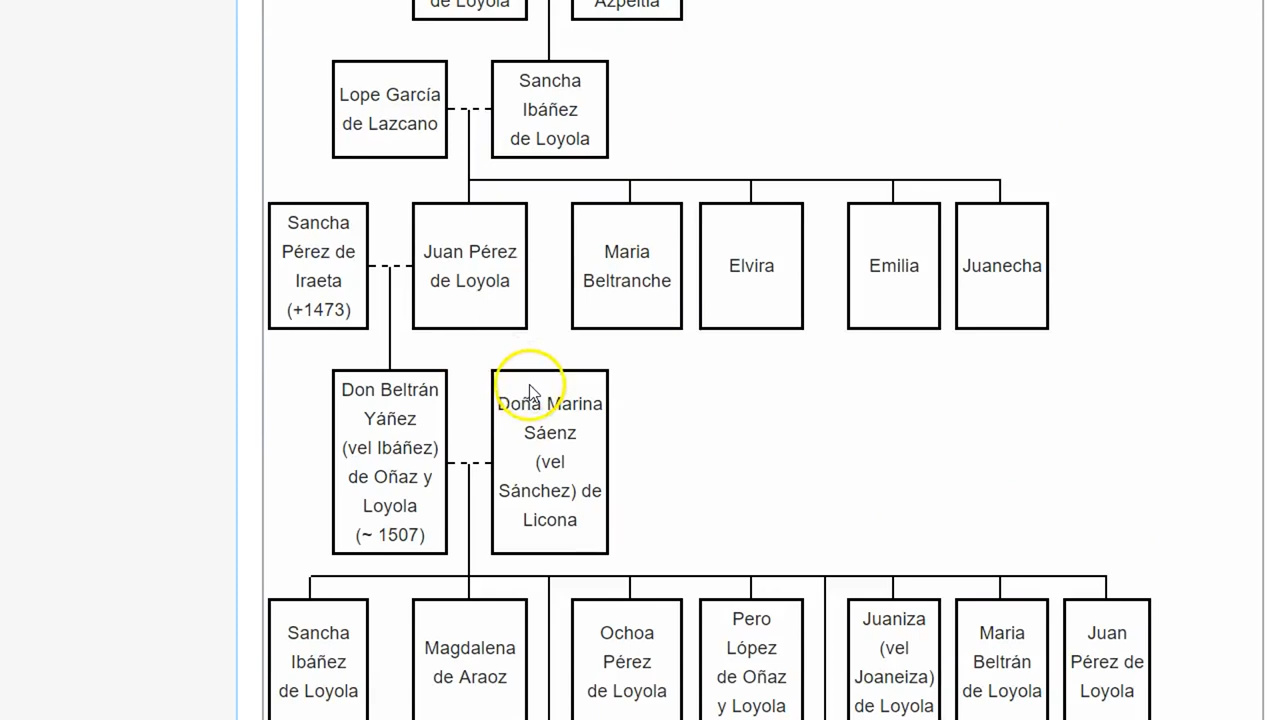 de Loyola
Azpeitia
Lope García
de Lazcano
Sancha
Ibáñez
de Loyola
Sancha
Pérez de
Iraeta
(+1473)
Juan Pérez
de Loyola
Maria
Beltranche
Elvira
Emilia
Juanecha
Don Beltrán
Yáñez
(vel Ibáñez)
de Oñaz y
Loyola
(~ 1507)
Doña Marina
Sáenz
(vel
Sánchez) de
Licona
Sancha
Ibáñez
de Loyola
Magdalena
de Araoz
Ochoa
Pérez
de Loyola
Pero
López
de Oñaz
y Loyola
Juaniza
(vel
Joaneiza)
de Loyola
Maria
Beltrán
de Loyola
Juan
Pérez de
Loyola